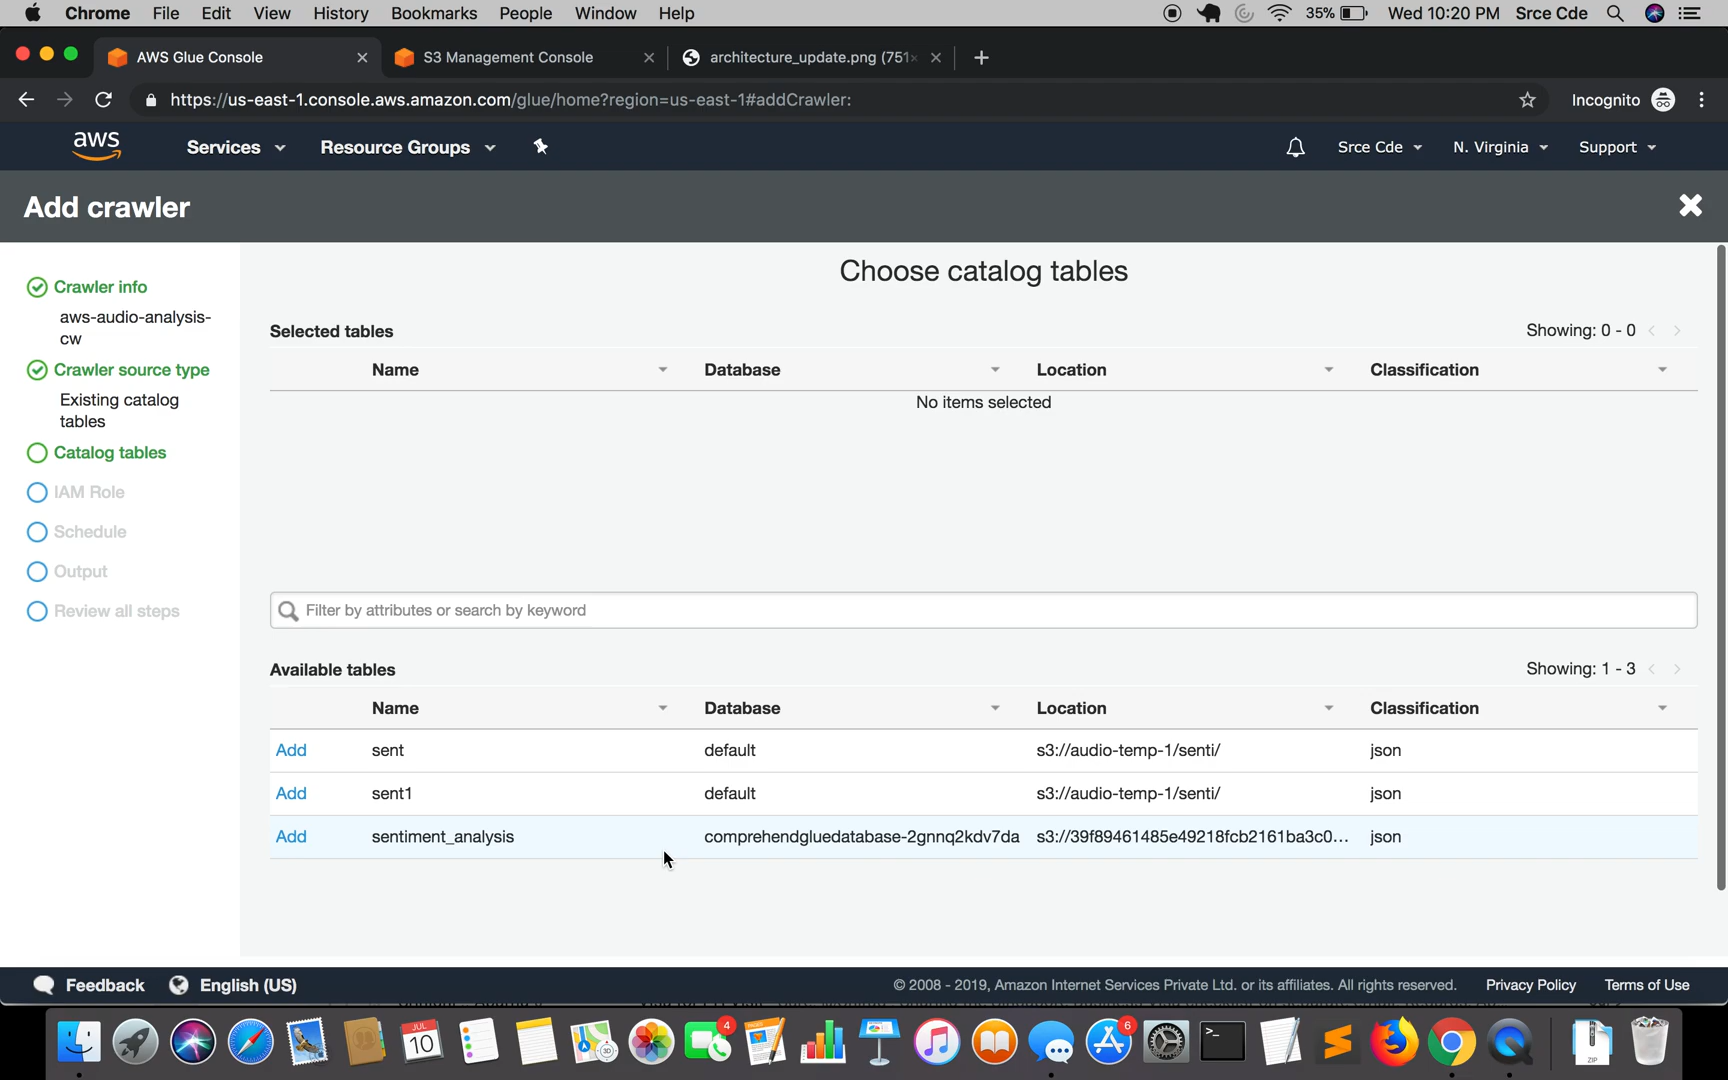 Chrome File Edit View History Bookmarks People Window Help 35% Wed 10:20 PM Srce Cde
AWS Glue Console S3 Management Console architecture_update.png (751×
https://us-east-1.console.aws.amazon.com/glue/home?region=us-east-1#addCrawler: Incognito
aws Services Resource Groups Srce Cde N. Virginia Support
Add crawler
Crawler info
aws-audio-analysis-
cw
Crawler source type
Existing catalog
tables
Catalog tables
IAM Role
Schedule
Output
Review all steps
Choose catalog tables
Selected tables Showing: 0 - 0
Name Database Location Classification
No items selected
Filter by attributes or search by keyword
Available tables Showing: 1 - 3
Name Database Location Classification
Add sent default s3://audio-temp-1/senti/ json
Add sent1 default s3://audio-temp-1/senti/ json
Add sentiment_analysis comprehendgluedatabase-2gnnq2kdv7da s3://39f89461485e49218fcb2161ba3c0... json
Feedback English (US) © 2008 - 2019, Amazon Internet Services Private Ltd. or its affiliates. All rights reserved. Privacy Policy Terms of Use
JUL
10
3D
4
6
ZIP